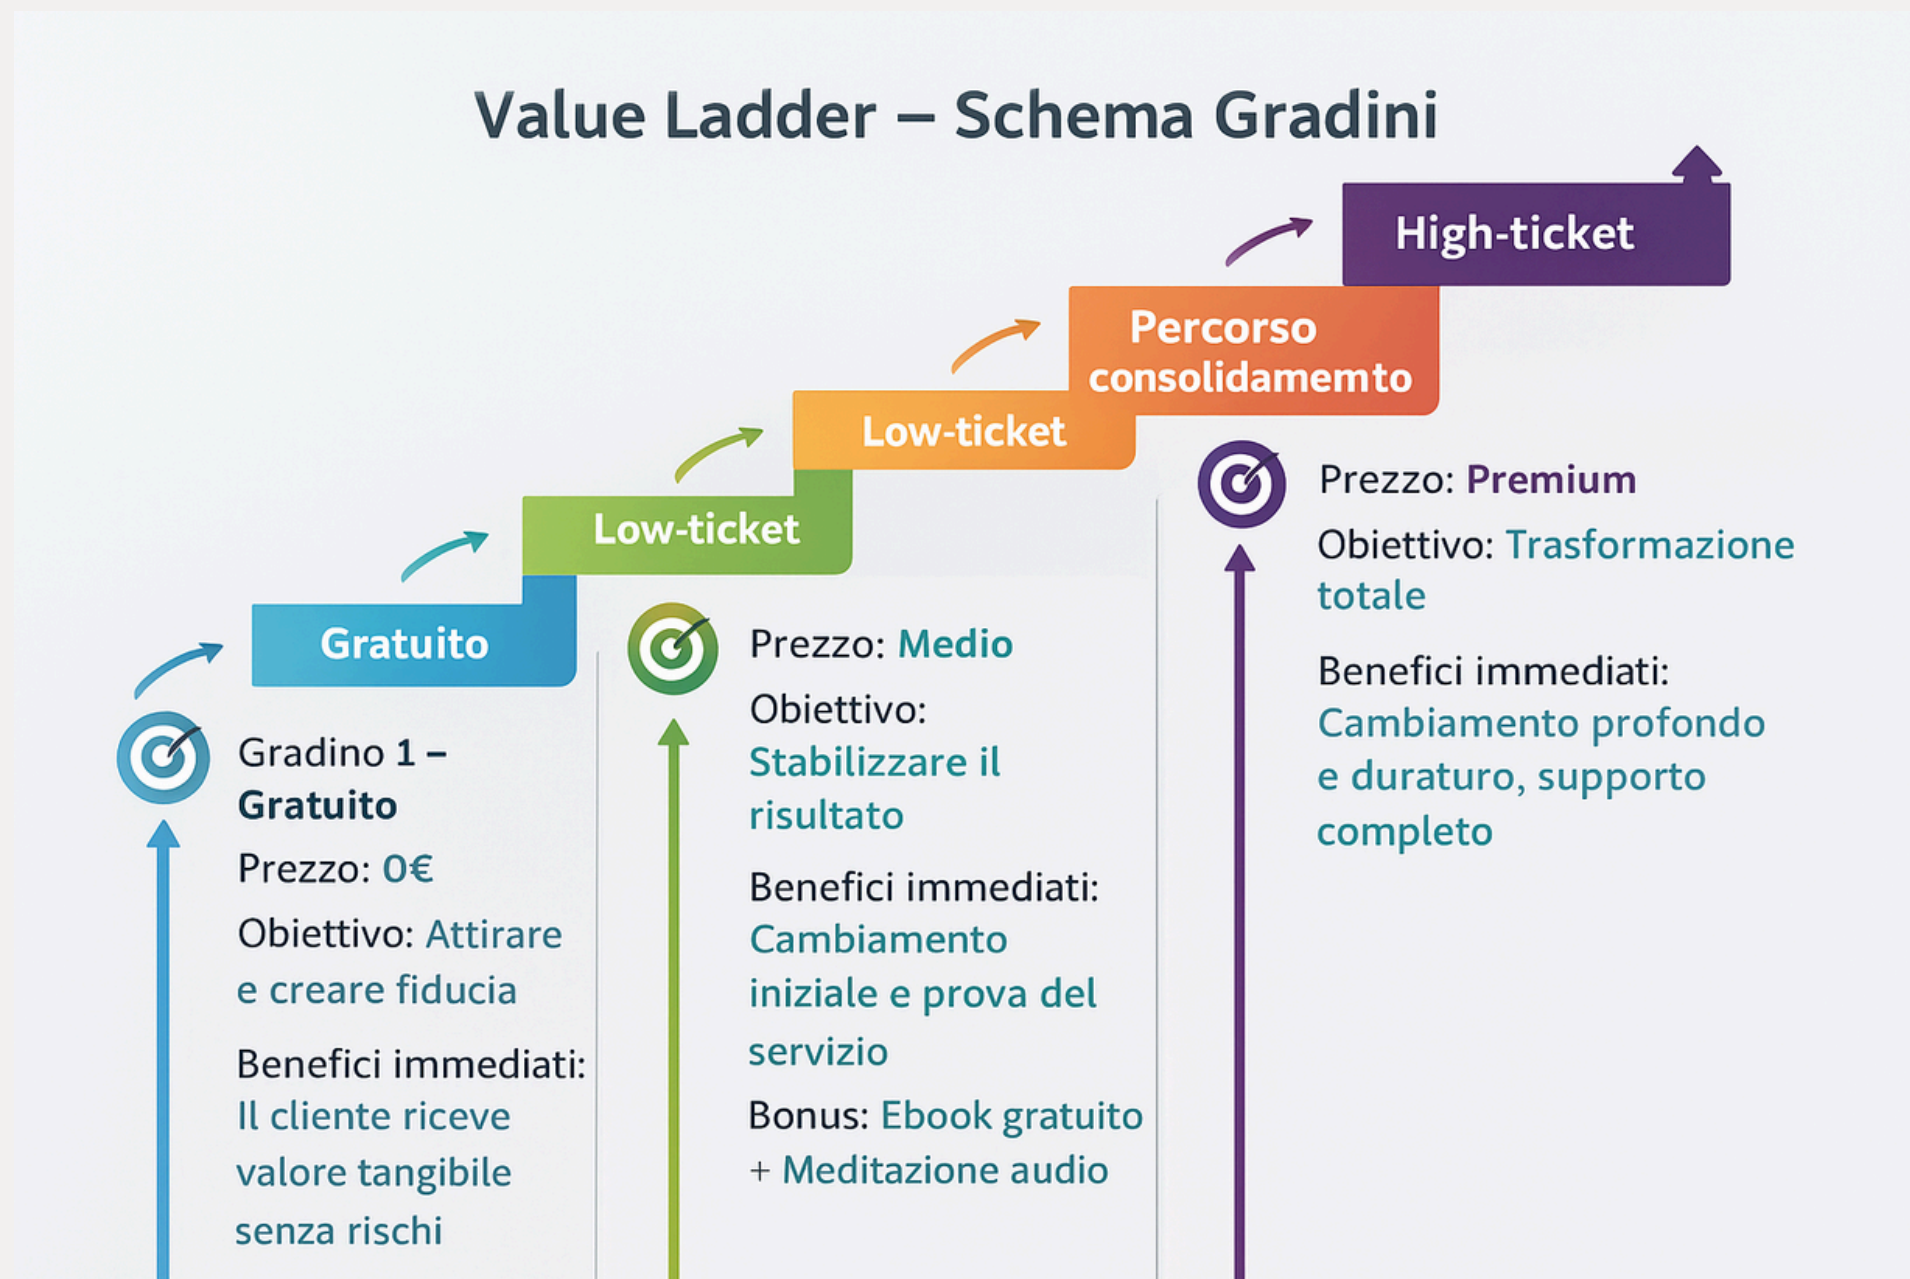 Value Ladder – Schema Gradini
High-ticket
Percorso
consolidamemto
Low-ticket
Low-ticket
Gratuito
Gradino 1 –
Gratuito
Prezzo: 0€
Obiettivo: Attirare
e creare fiducia
Benefici immediati:
Il cliente riceve
valore tangibile
senza rischi
Prezzo: Medio
Obiettivo:
Stabilizzare il
risultato
Benefici immediati:
Cambiamento
iniziale e prova del
servizio
Bonus: Ebook gratuito
+ Meditazione audio
Prezzo: Premium
Obiettivo: Trasformazione
totale
Benefici immediati:
Cambiamento profondo
e duraturo, supporto
completo